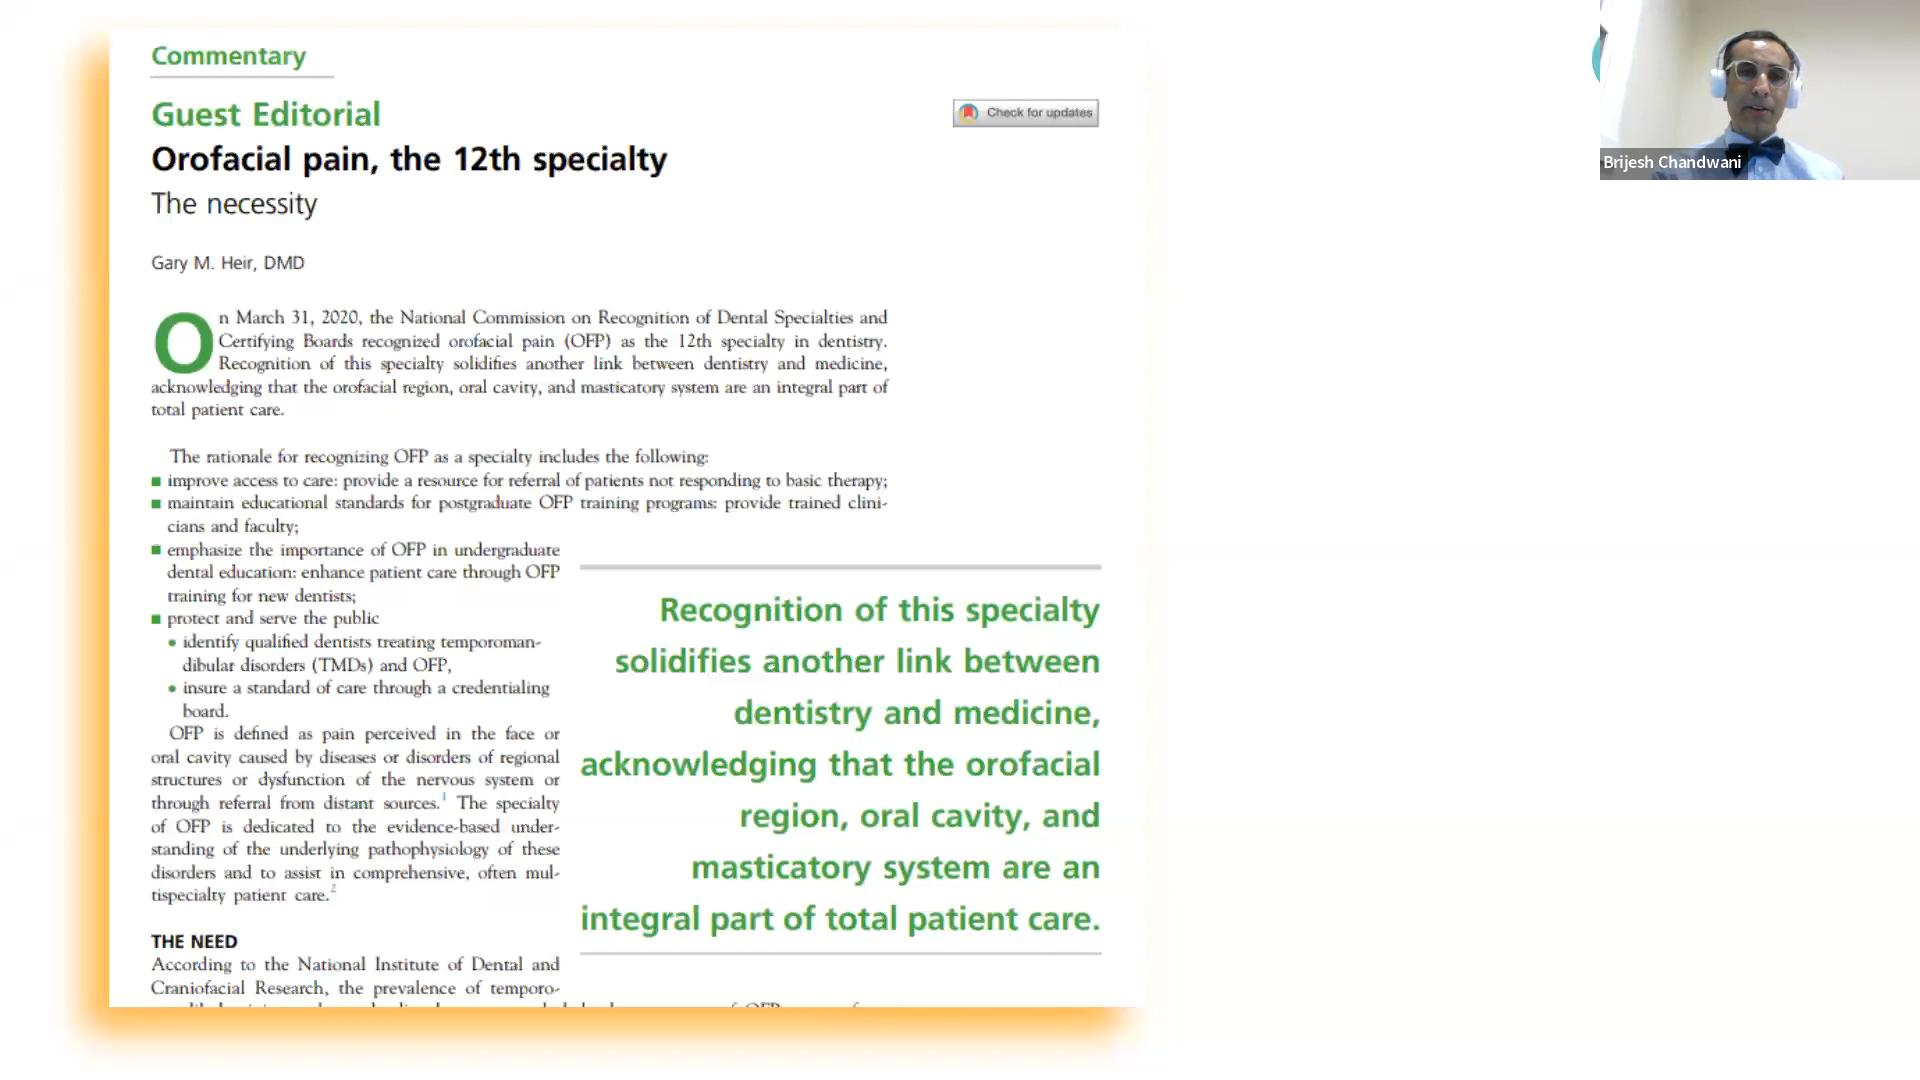 Commentary
Guest Editorial
Check for updates
Orofacial pain, the 12th specialty
The necessity
Gary M. Heir, DMD
On March 31, 2020, the National Commission on Recognition of Dental Specialties and
Certifying Boards recognized orofacial pain (OFP) as the 12th specialty in dentistry.
Recognition of this specialty solidifies another link between dentistry and medicine,
acknowledging that the orofacial region, oral cavity, and masticatory system are an integral part of
total patient care.
The rationale for recognizing OFP as a specialty includes the following:
improve access to care: provide a resource for referral of patients not responding to basic therapy;
maintain educational standards for postgraduate OFP training programs: provide trained clini-
cians and faculty;
emphasize the importance of OFP in undergraduate
dental education: enhance patient care through OFP
training for new dentists;
protect and serve the public
identify qualified dentists treating temporoman-
dibular disorders (TMDs) and OFP,
insure a standard of care through a credentialing
board.
OFP is defined as pain perceived in the face or
oral cavity caused by diseases or disorders of regional
structures or dysfunction of the nervous system or
through referral from distant sources.1 The specialty
of OFP is dedicated to the evidence-based under-
standing of the underlying pathophysiology of these
disorders and to assist in comprehensive, often mul-
tispecialty patient care.2
THE NEED
According to the National Institute of Dental and
Craniofacial Research, the prevalence of temporo-
Recognition of this specialty
solidifies another link between
dentistry and medicine,
acknowledging that the orofacial
region, oral cavity, and
masticatory system are an
integral part of total patient care.
Brijesh Chandwani